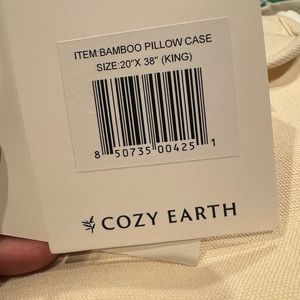 ITEM:BAMBOO PILLOW CASE
SIZE:20"X 38" (KING)
8 50735 00425 1
COZY EARTH